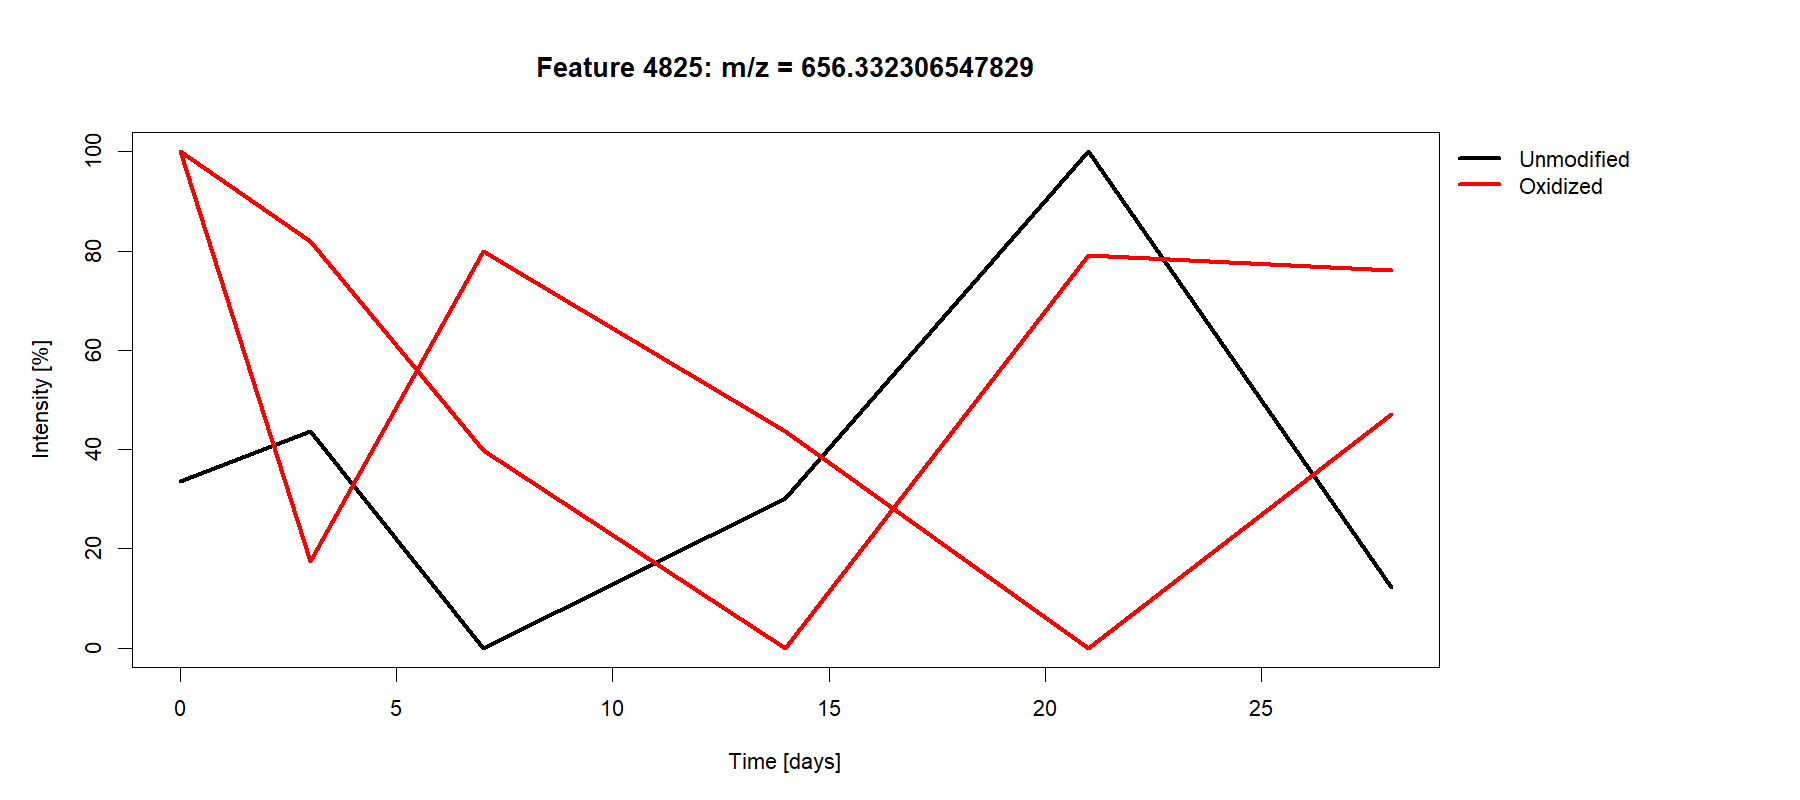 Feature 4825: m/z = 656.332306547829
Unmodified
Oxidized
100
80
60
40
20
0
Intensity [%]
0 5 10 15 20 25
Time [days]